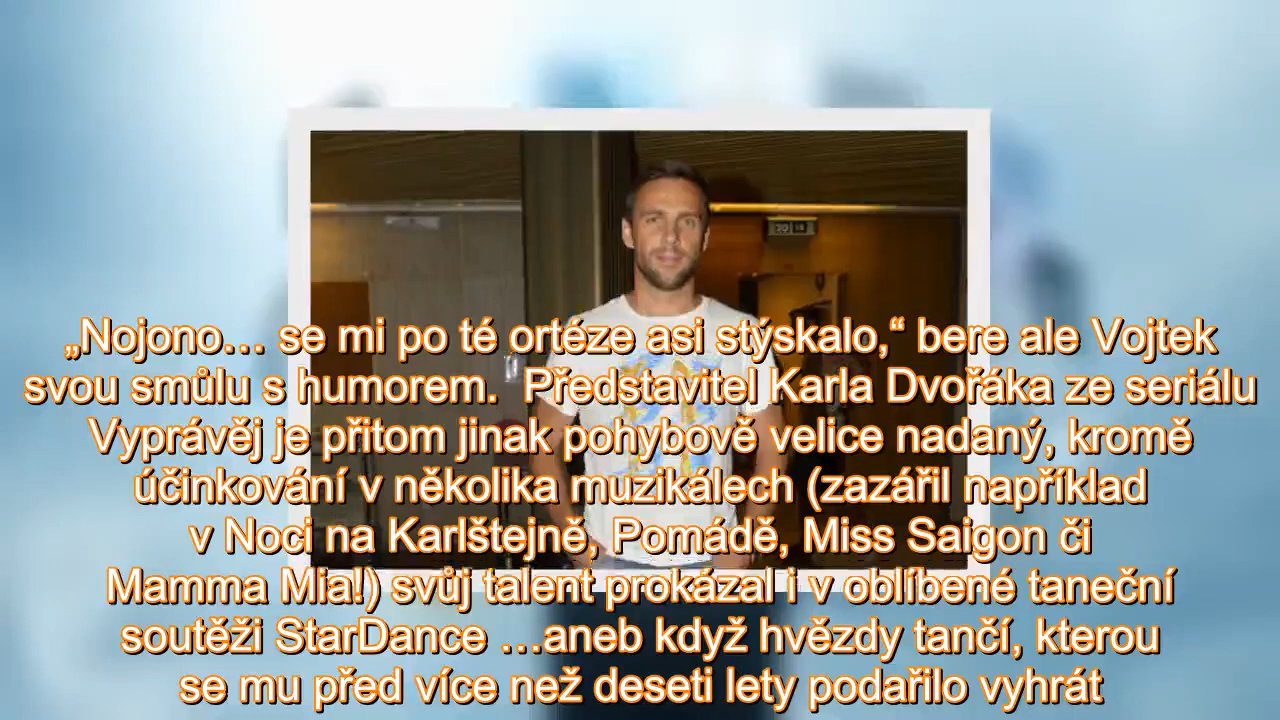 „Nojono… se mi po té ortéze asi stýskalo,“ bere ale Vojtek
svou smůlu s humorem.  Představitel Karla Dvořáka ze seriálu
Vyprávěj je přitom jinak pohybově velice nadaný, kromě
účinkování v několika muzikálech (zazářil například
v Noci na Karlštejně, Pomádě, Miss Saigon či
Mamma Mia!) svůj talent prokázal i v oblíbené taneční
soutěži StarDance …aneb když hvězdy tančí, kterou
se mu před více než deseti lety podařilo vyhrát